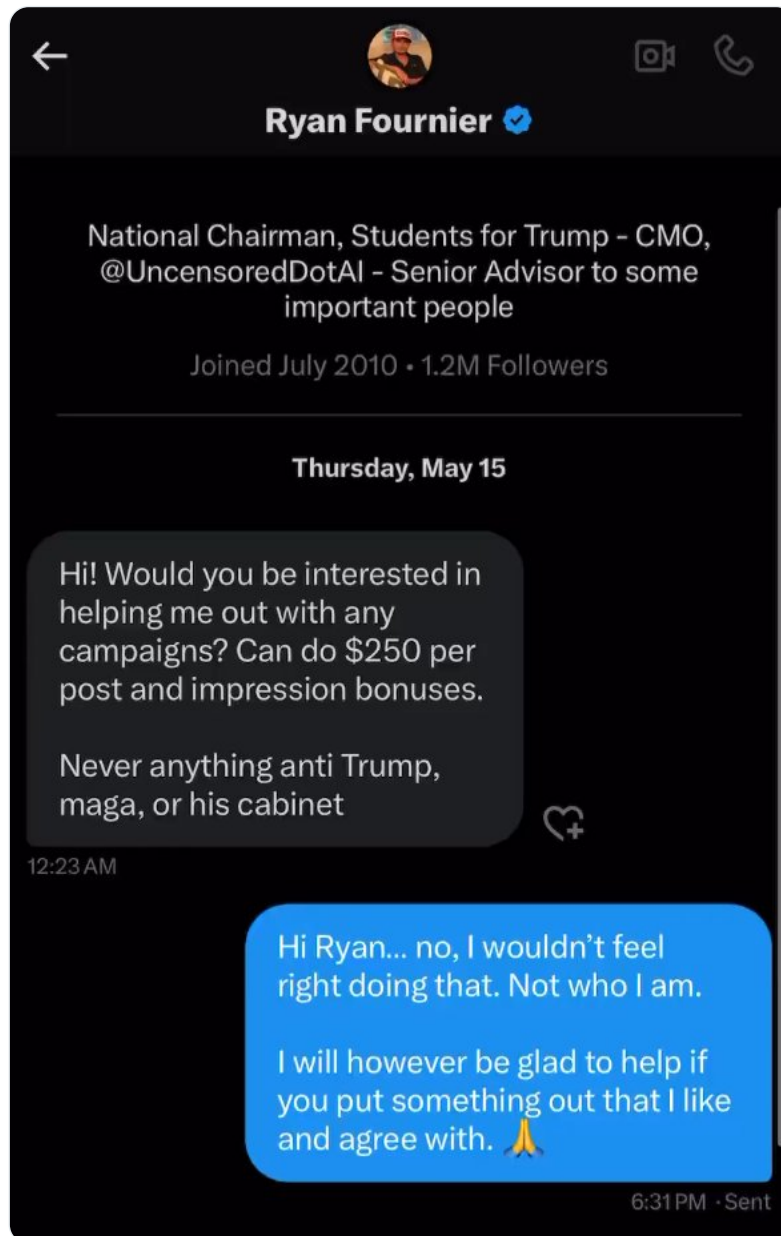 Ryan Fournier
National Chairman, Students for Trump - CMO,
@UncensoredDotAI - Senior Advisor to some
important people
Joined July 2010 • 1.2M Followers
Thursday, May 15
Hi! Would you be interested in
helping me out with any
campaigns? Can do $250 per
post and impression bonuses.
Never anything anti Trump,
maga, or his cabinet
12:23 AM
Hi Ryan... no, I wouldn't feel
right doing that. Not who I am.
I will however be glad to help if
you put something out that I like
and agree with. 🙏
6:31 PM · Sent